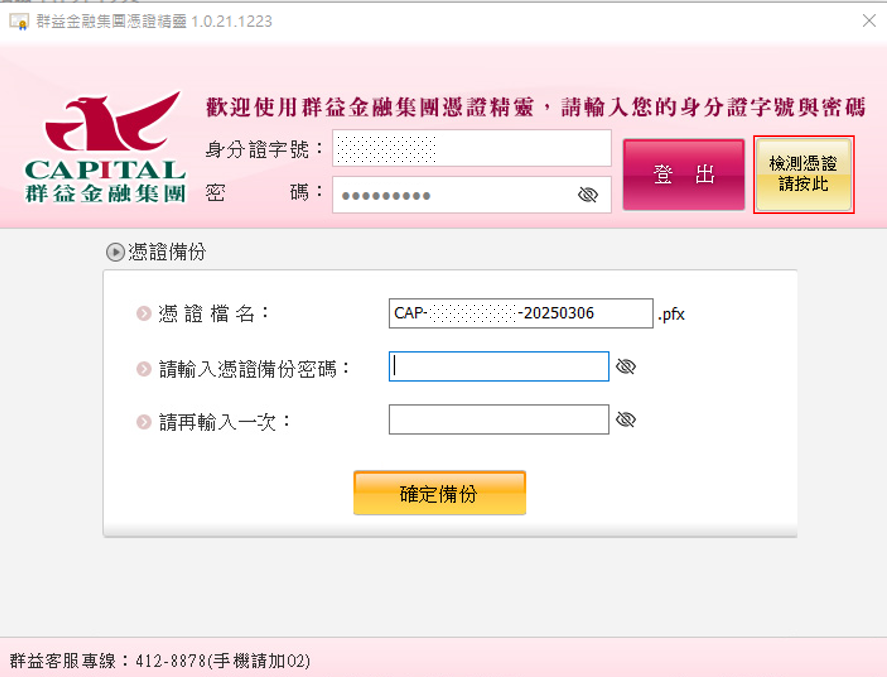 群益金融集團憑證精靈 1.0.21.1223
歡迎使用群益金融集團憑證精靈，請輸入您的身分證字號與密碼
CAPITAL
群益金融集團
身分證字號：
密 碼：
●●●●●●●●●
登 出
檢測憑證
請按此
憑證備份
憑 證 檔 名：
CAP- -20250306 .pfx
請輸入憑證備份密碼：
請再輸入一次：
確定備份
群益客服專線：412-8878(手機請加02)